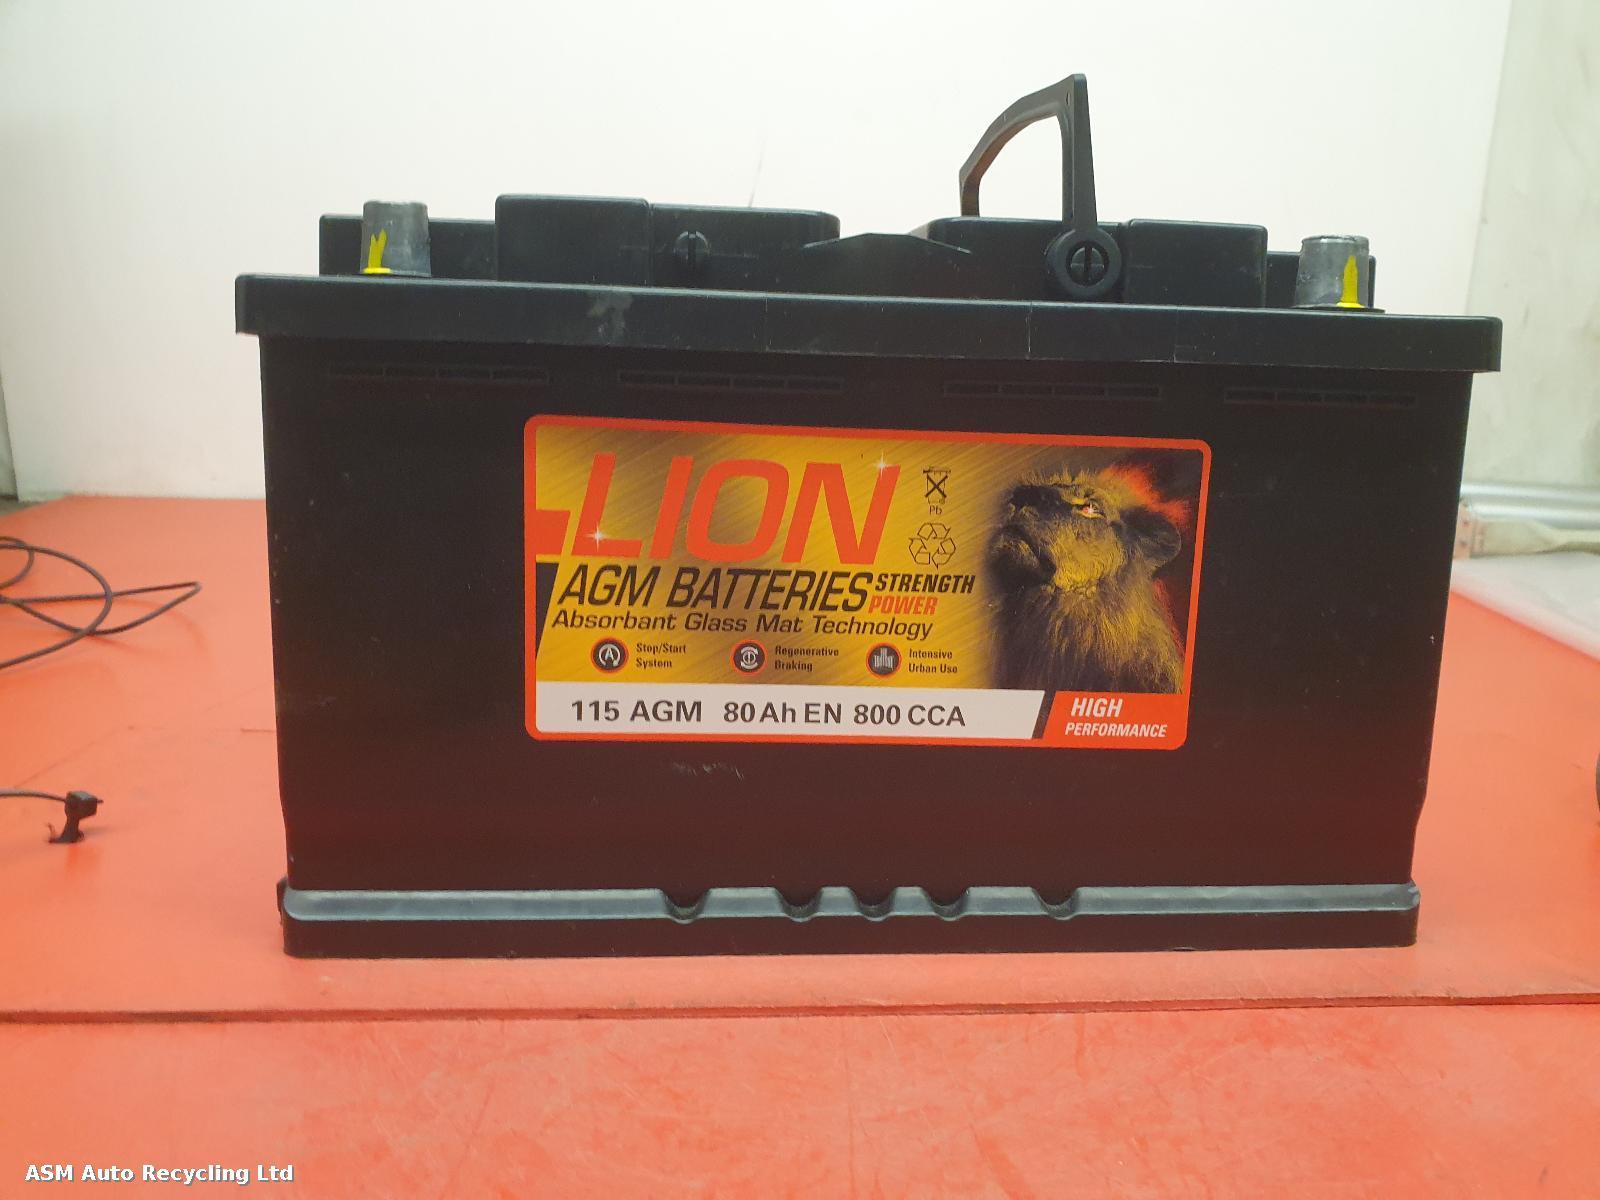 LION
Pb
AGM BATTERIES STRENGTH
POWER
Absorbant Glass Mat Technology
A
Stop/Start
System
Regenerative
Braking
Intensive
Urban Use
115 AGM 80Ah EN 800 CCA
HIGH
PERFORMANCE
ASM Auto Recycling Ltd